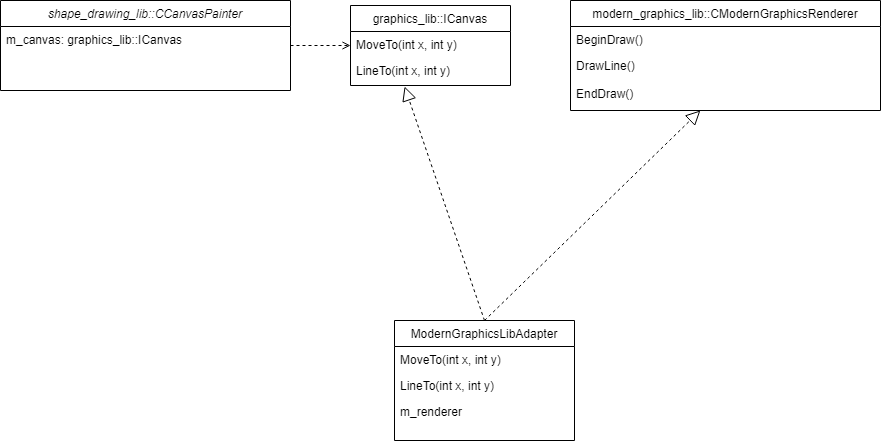 shape_drawing_lib::CCanvasPainter
m_canvas: graphics_lib::ICanvas
graphics_lib::ICanvas
MoveTo(int x, int y)
LineTo(int x, int y)
modern_graphics_lib::CModernGraphicsRenderer
BeginDraw()
DrawLine()
EndDraw()
ModernGraphicsLibAdapter
MoveTo(int x, int y)
LineTo(int x, int y)
m_renderer